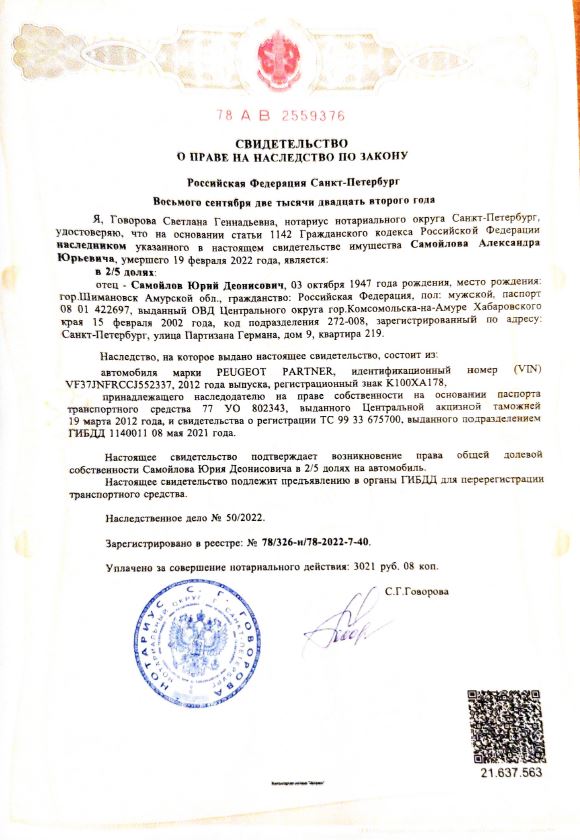 78 А В 2559376
СВИДЕТЕЛЬСТВО
О ПРАВЕ НА НАСЛЕДСТВО ПО ЗАКОНУ
Российская Федерация Санкт-Петербург
Восьмого сентября две тысячи двадцать второго года
Я, Говорова Светлана Геннадьевна, нотариус нотариального округа Санкт-Петербург,
удостоверяю, что на основании статьи 1142 Гражданского кодекса Российской Федерации
наследником указанного в настоящем свидетельстве имущества Самойлова Александра
Юрьевича, умершего 19 февраля 2022 года, является:
в 2/5 долях:
отец - Самойлов Юрий Деонисович, 03 октября 1947 года рождения, место рождения:
гор.Шимановск Амурской обл., гражданство: Российская Федерация, пол: мужской, паспорт
08 01 422697, выданный ОВД Центрального округа гор.Комсомольска-на-Амуре Хабаровского
края 15 февраля 2002 года, код подразделения 272-008, зарегистрированный по адресу:
Санкт-Петербург, улица Партизана Германа, дом 9, квартира 219.
Наследство, на которое выдано настоящее свидетельство, состоит из:
автомобиля марки PEUGEOT PARTNER, идентификационный номер (VIN)
VF37JNFRCCJ552337, 2012 года выпуска, регистрационный знак К100ХА178,
принадлежащего наследодателю на праве собственности на основании паспорта
транспортного средства 77 УО 802343, выданного Центральной акцизной таможней
19 марта 2012 года, и свидетельства о регистрации ТС 99 33 675700, выданного подразделением
ГИБДД 1140011 08 мая 2021 года.
Настоящее свидетельство подтверждает возникновение права общей долевой
собственности Самойлова Юрия Деонисовича в 2/5 долях на автомобиль.
Настоящее свидетельство подлежит предъявлению в органы ГИБДД для перерегистрации
транспортного средства.
Наследственное дело № 50/2022.
Зарегистрировано в реестре: № 78/326-н/78-2022-7-40.
Уплачено за совершение нотариального действия: 3021 руб. 08 коп.
С.Г.Говорова
НОТАРИУС С. Г. ГОВОРОВА
НОТАРИАЛЬНЫЙ ОКРУГ Г. САНКТ-ПЕТЕРБУРГ
21.637.563